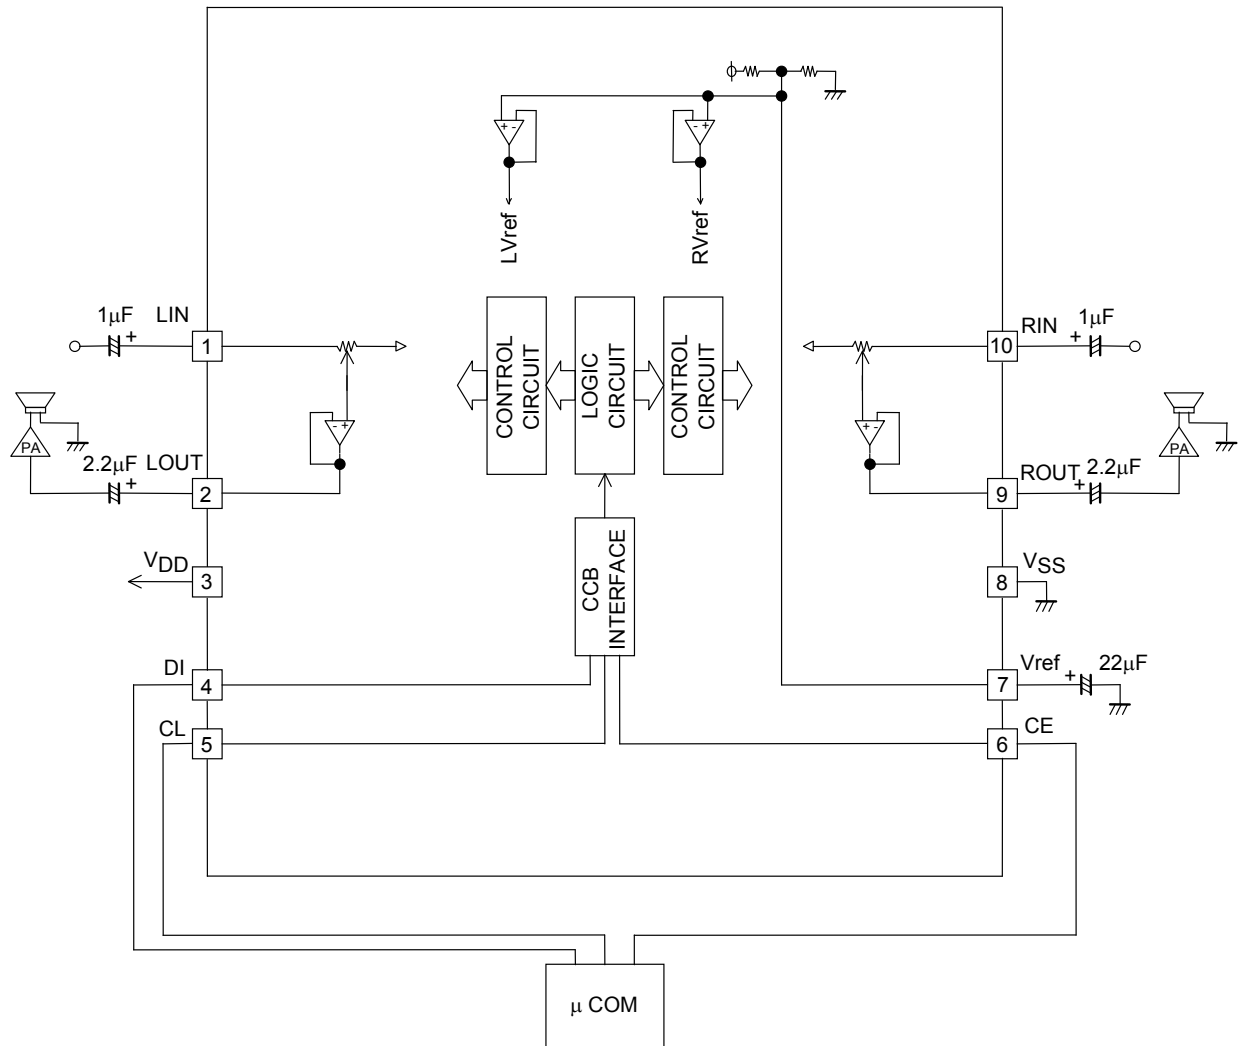 + -
- +
LVref
RVref
1µF
+
LIN
1
CONTROL
CIRCUIT
LOGIC
CIRCUIT
CONTROL
CIRCUIT
10
RIN
+
1µF
PA
2.2µF
+
LOUT
2
- +
+ -
9
ROUT
+
2.2µF
PA
VDD
3
CCB
INTERFACE
8
VSS
DI
4
7
Vref
+
22µF
CL
5
6
CE
µ COM